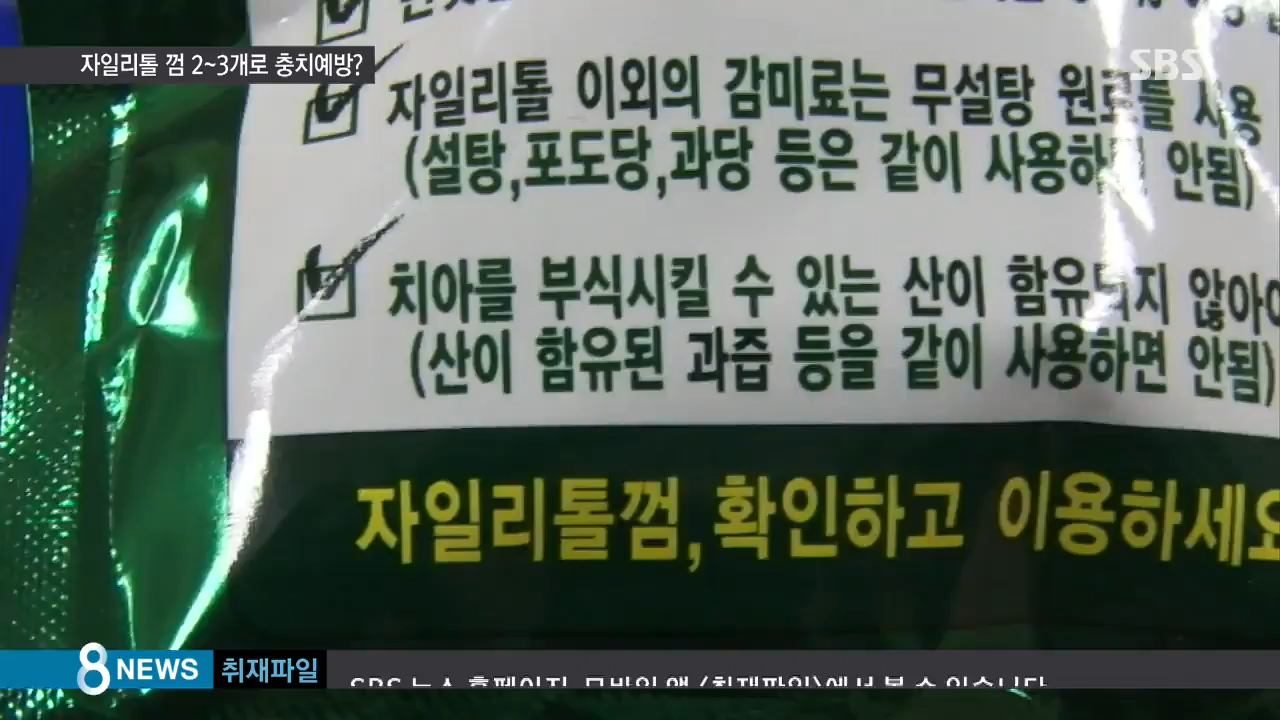 자일리톨 껌 2~3개로 충치예방?
SBS
자일리톨 이외의 감미료는 무설탕 원료를 사용
(설탕,포도당,과당 등은 같이 사용하면 안됨)
치아를 부식시킬 수 있는 산이 함유되지 않아야
(산이 함유된 과즙 등을 같이 사용하면 안됨)
자일리톨껌,확인하고 이용하세요
8 NEWS 취재파일
SBS 뉴스 홈페이지, 모바일 앱 <취재파일>에서 볼 수 있습니다